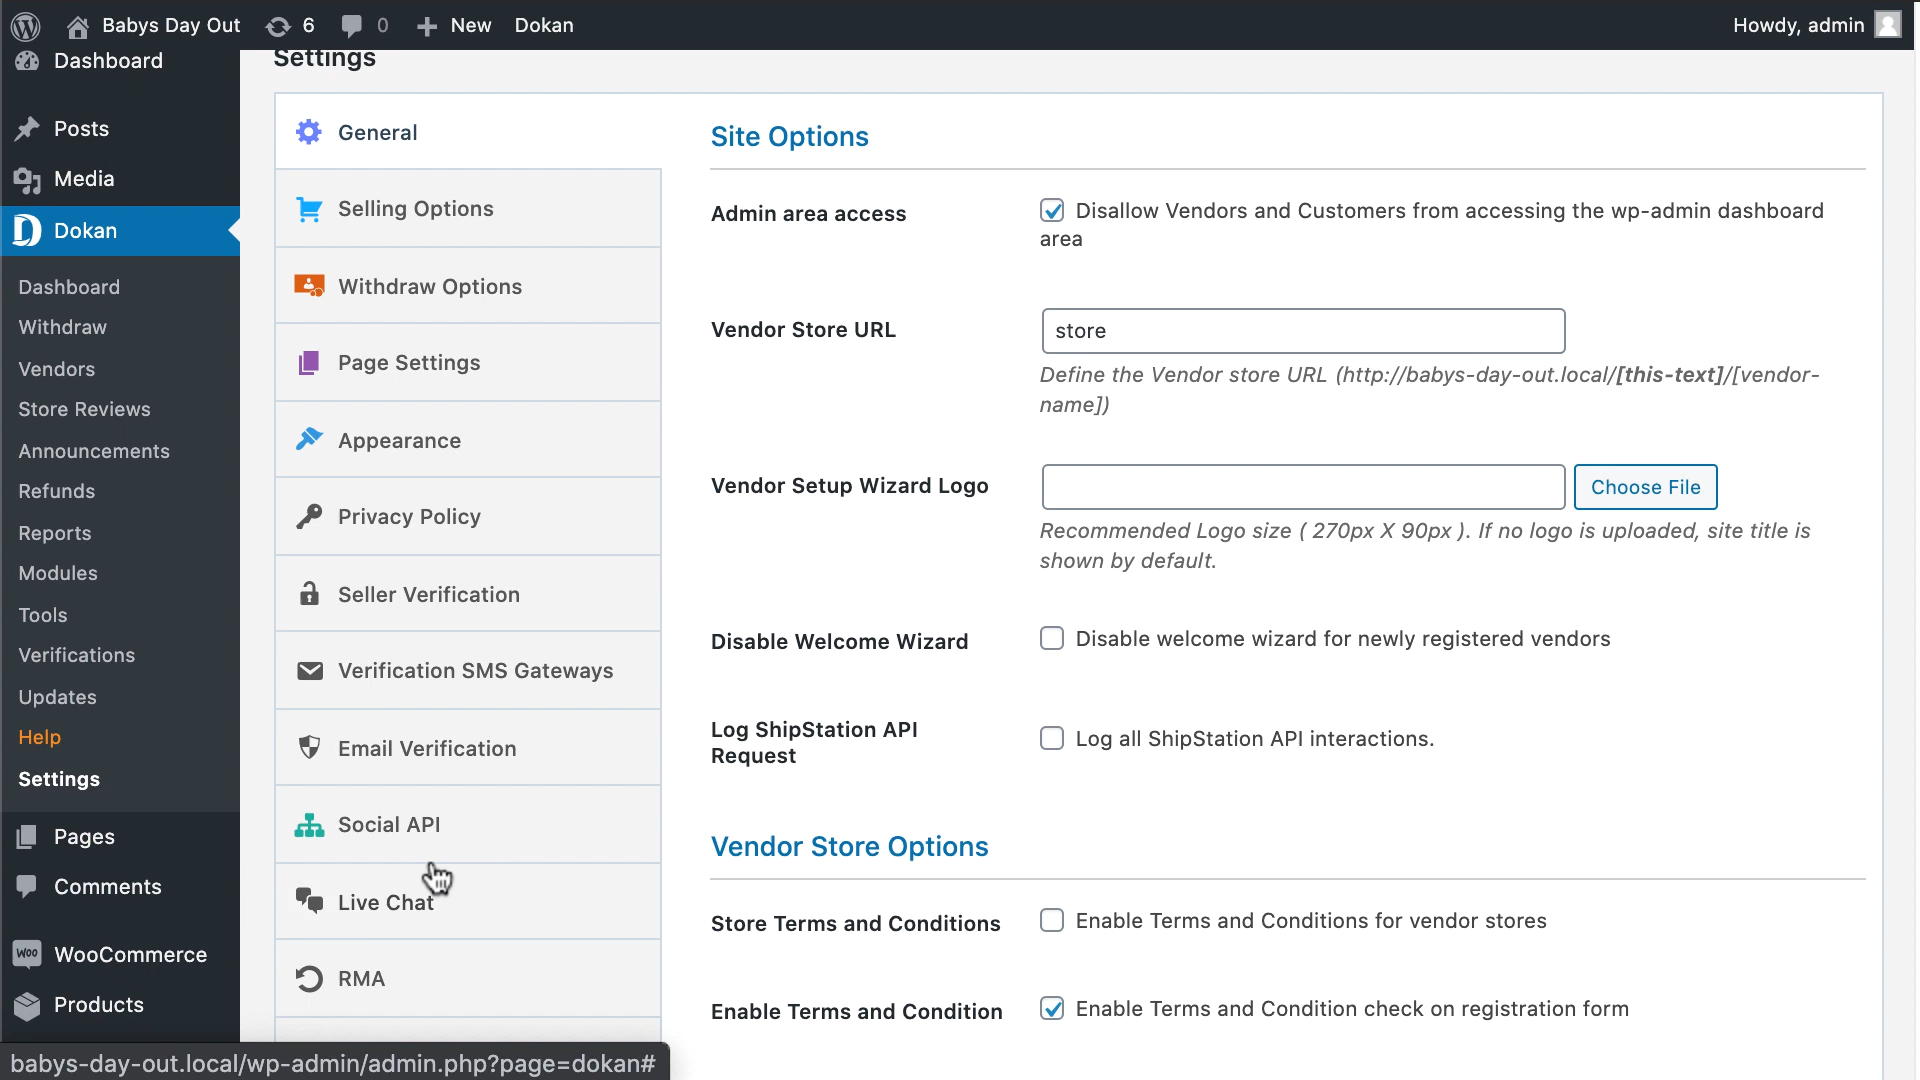 Babys Day Out
6
0
New
Dokan
Howdy, admin
Dashboard
Posts
Media
Dokan
Dashboard
Withdraw
Vendors
Store Reviews
Announcements
Refunds
Reports
Modules
Tools
Verifications
Updates
Help
Settings
Pages
Comments
WOO WooCommerce
Products
Settings
General
Selling Options
Withdraw Options
Page Settings
Appearance
Privacy Policy
Seller Verification
Verification SMS Gateways
Email Verification
Social API
Live Chat
RMA
Site Options
Admin area access
Disallow Vendors and Customers from accessing the wp-admin dashboard
area
Vendor Store URL
store
Define the Vendor store URL (http://babys-day-out.local/[this-text]/[vendor-
name])
Vendor Setup Wizard Logo
Choose File
Recommended Logo size ( 270px X 90px ). If no logo is uploaded, site title is
shown by default.
Disable Welcome Wizard
Disable welcome wizard for newly registered vendors
Log ShipStation API
Request
Log all ShipStation API interactions.
Vendor Store Options
Store Terms and Conditions
Enable Terms and Conditions for vendor stores
Enable Terms and Condition
Enable Terms and Condition check on registration form
babys-day-out.local/wp-admin/admin.php?page=dokan#